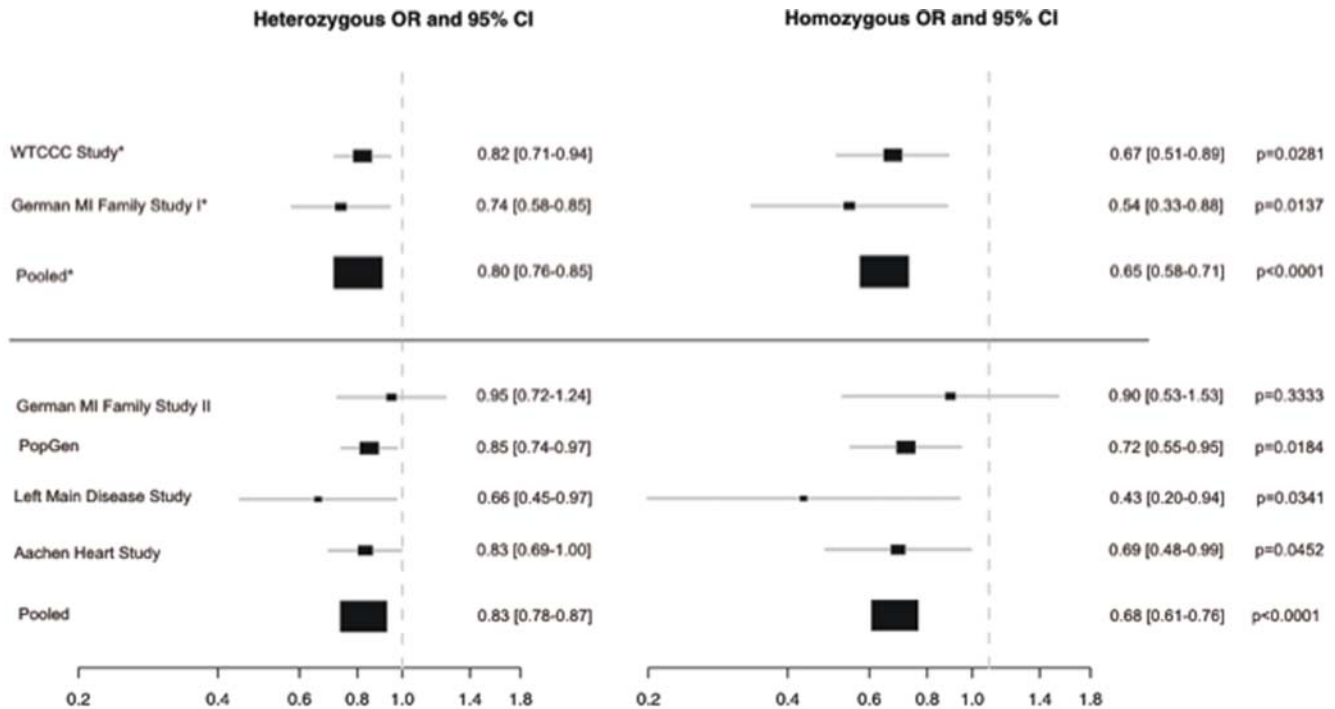 Heterozygous OR and 95% CI Homozygous OR and 95% CI
WTCCC Study* 0.82 [0.71-0.94] 0.67 [0.51-0.89] p=0.0281
German MI Family Study I* 0.74 [0.58-0.85] 0.54 [0.33-0.88] p=0.0137
Pooled* 0.80 [0.76-0.85] 0.65 [0.58-0.71] p<0.0001
German MI Family Study II 0.95 [0.72-1.24] 0.90 [0.53-1.53] p=0.3333
PopGen 0.85 [0.74-0.97] 0.72 [0.55-0.95] p=0.0184
Left Main Disease Study 0.66 [0.45-0.97] 0.43 [0.20-0.94] p=0.0341
Aachen Heart Study 0.83 [0.69-1.00] 0.69 [0.48-0.99] p=0.0452
Pooled 0.83 [0.78-0.87] 0.68 [0.61-0.76] p<0.0001
0.2 0.4 0.6 0.8 1.0 1.4 1.8 0.2 0.4 0.6 0.8 1.0 1.4 1.8